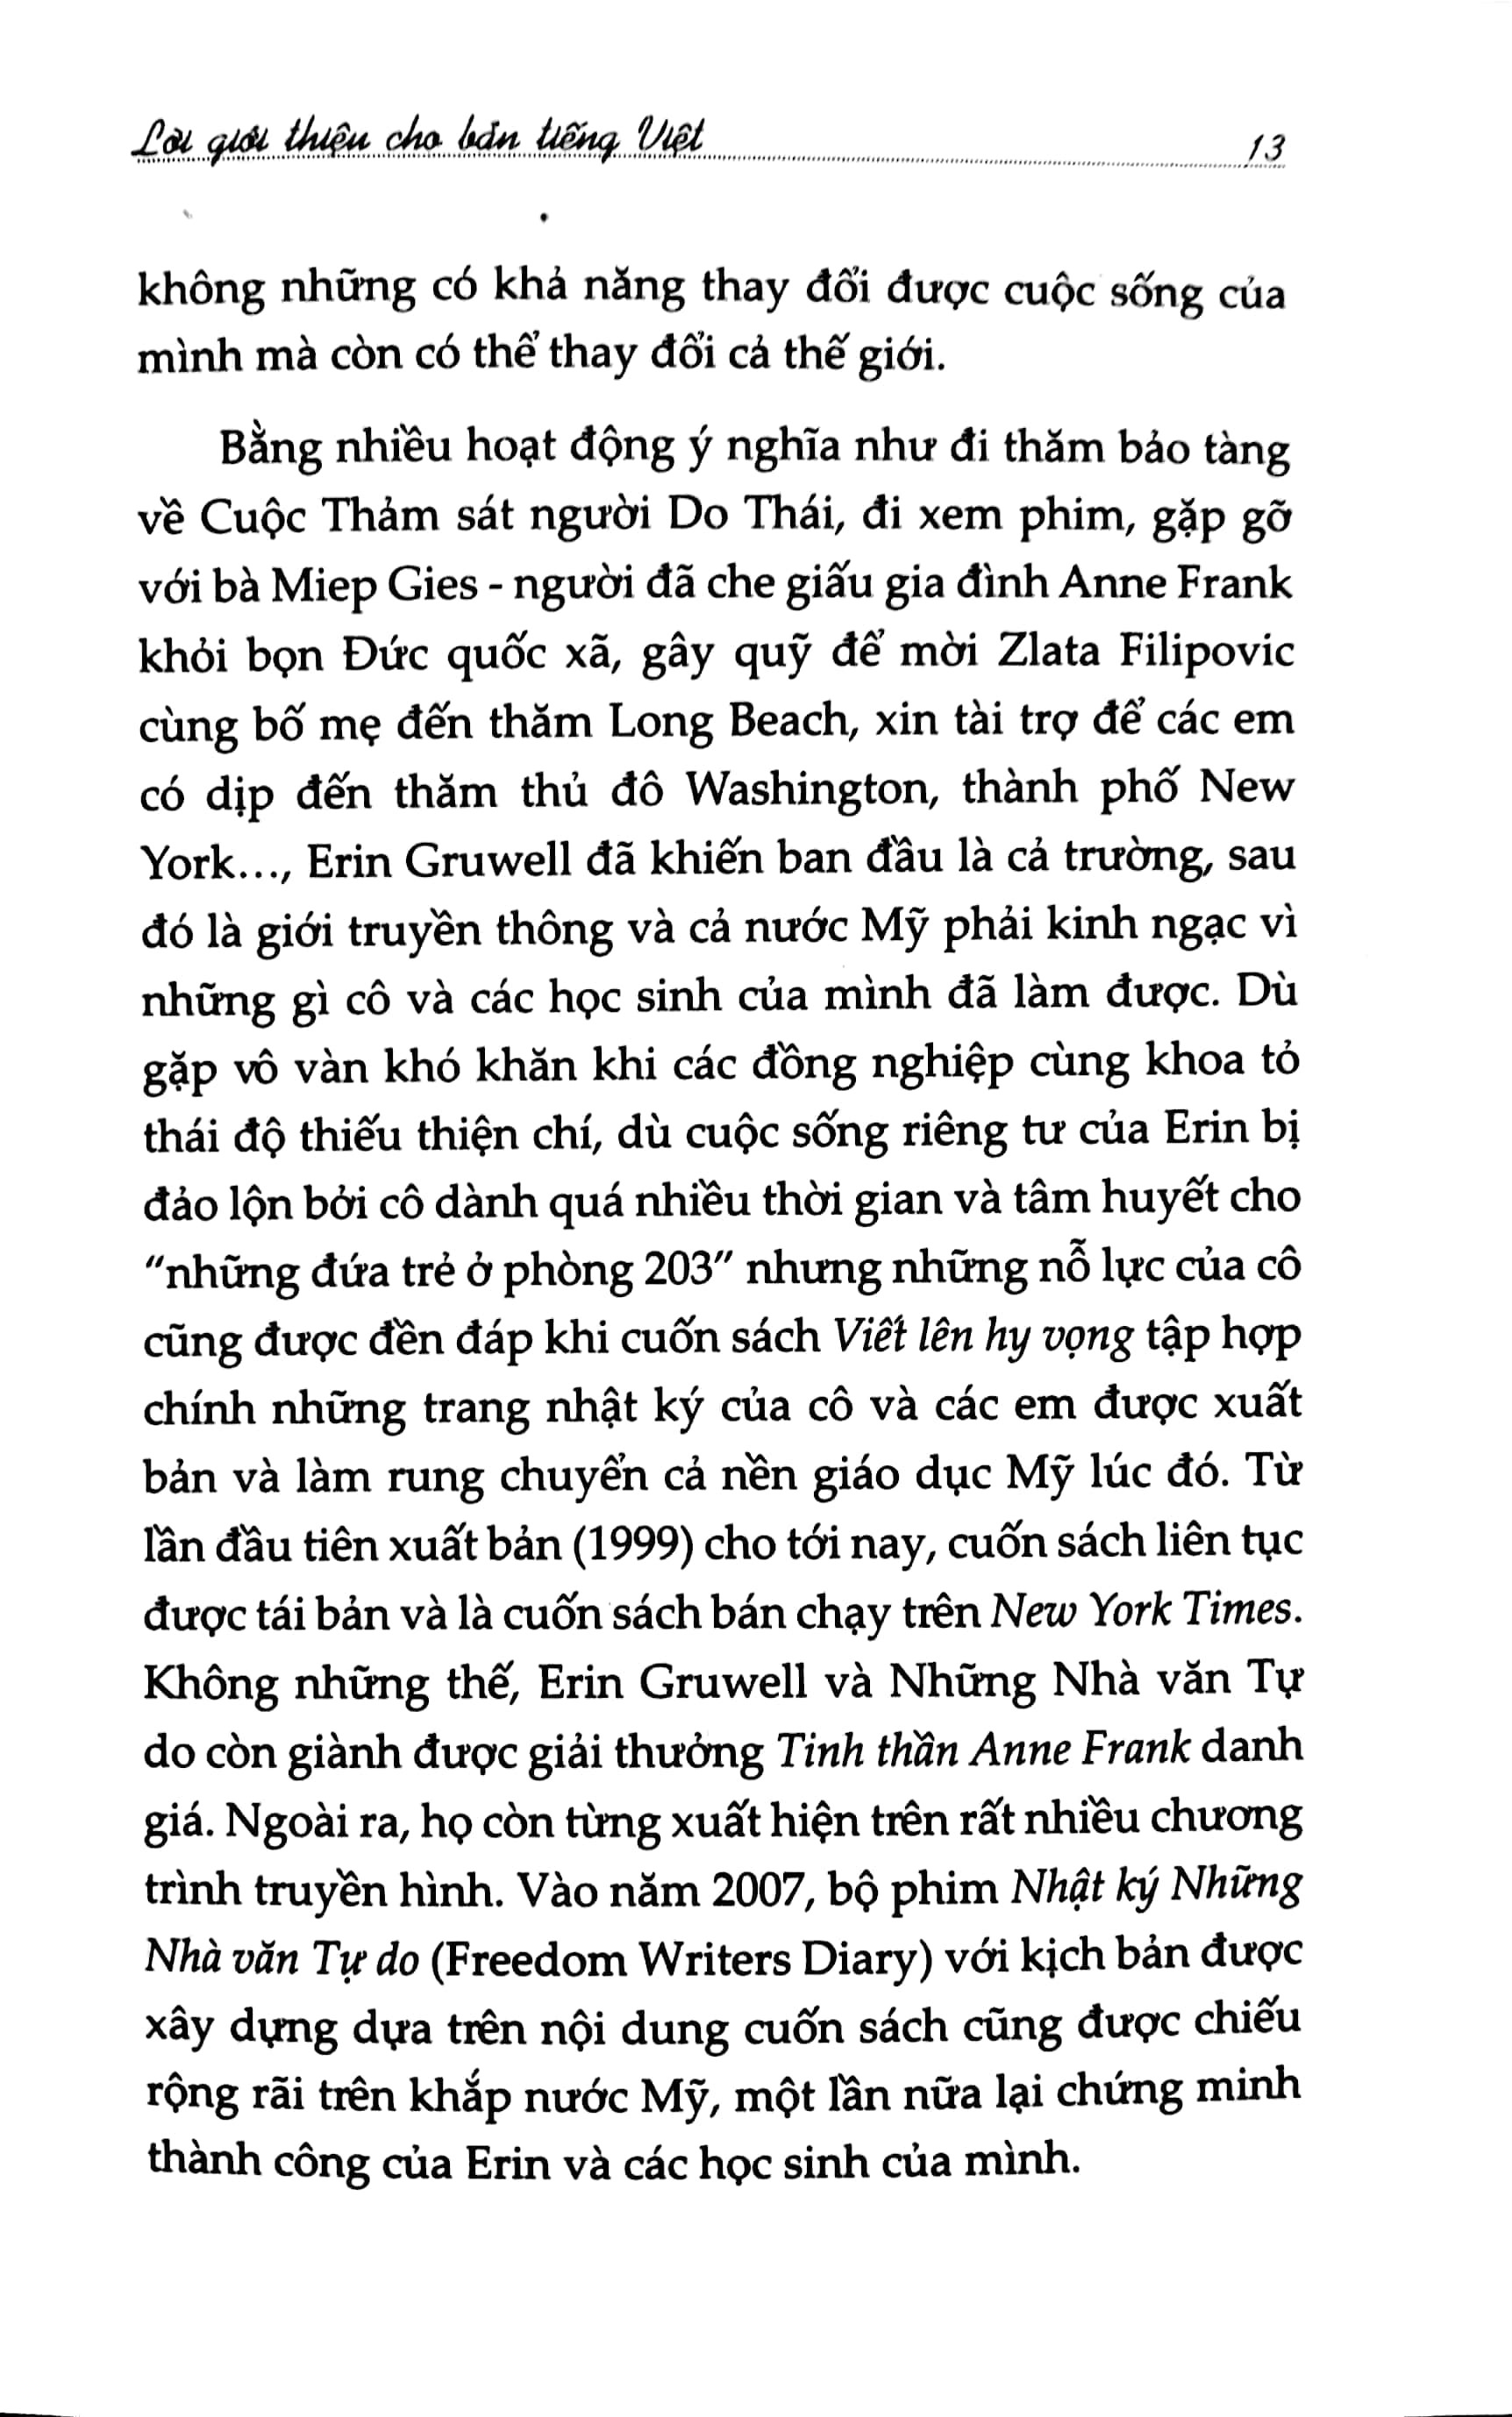 Lời giới thiệu cho bản tiếng Việt 13
không những có khả năng thay đổi được cuộc sống của
mình mà còn có thể thay đổi cả thế giới.
Bằng nhiều hoạt động ý nghĩa như đi thăm bảo tàng
về Cuộc Thảm sát người Do Thái, đi xem phim, gặp gỡ
với bà Miep Gies - người đã che giấu gia đình Anne Frank
khỏi bọn Đức quốc xã, gây quỹ để mời Zlata Filipovic
cùng bố mẹ đến thăm Long Beach, xin tài trợ để các em
có dịp đến thăm thủ đô Washington, thành phố New
York..., Erin Gruwell đã khiến ban đầu là cả trường, sau
đó là giới truyền thông và cả nước Mỹ phải kinh ngạc vì
những gì cô và các học sinh của mình đã làm được. Dù
gặp vô vàn khó khăn khi các đồng nghiệp cùng khoa tỏ
thái độ thiếu thiện chí, dù cuộc sống riêng tư của Erin bị
đảo lộn bởi cô dành quá nhiều thời gian và tâm huyết cho
“những đứa trẻ ở phòng 203” nhưng những nỗ lực của cô
cũng được đền đáp khi cuốn sách Viết lên hy vọng tập hợp
chính những trang nhật ký của cô và các em được xuất
bản và làm rung chuyển cả nền giáo dục Mỹ lúc đó. Từ
lần đầu tiên xuất bản (1999) cho tới nay, cuốn sách liên tục
được tái bản và là cuốn sách bán chạy trên New York Times.
Không những thế, Erin Gruwell và Những Nhà văn Tự
do còn giành được giải thưởng Tinh thần Anne Frank danh
giá. Ngoài ra, họ còn từng xuất hiện trên rất nhiều chương
trình truyền hình. Vào năm 2007, bộ phim Nhật ký Những
Nhà văn Tự do (Freedom Writers Diary) với kịch bản được
xây dựng dựa trên nội dung cuốn sách cũng được chiếu
rộng rãi trên khắp nước Mỹ, một lần nữa lại chứng minh
thành công của Erin và các học sinh của mình.